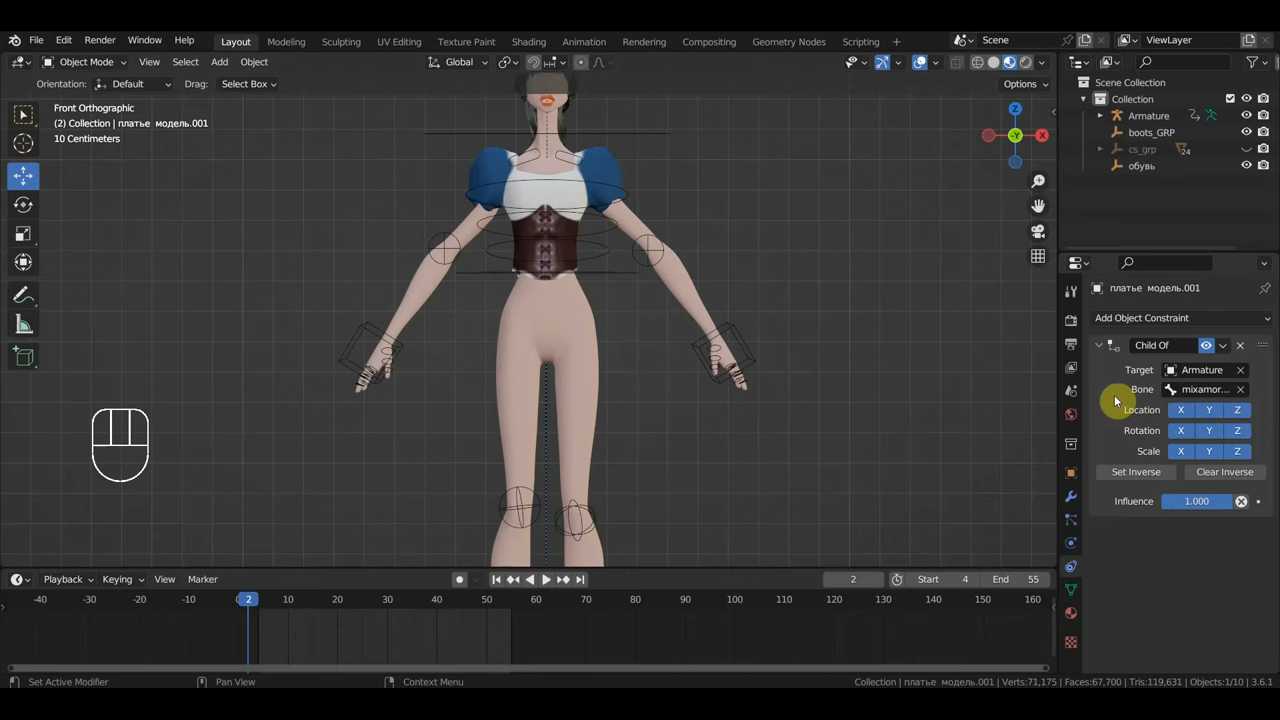 File Edit Render Window Help Layout Modeling Sculpting UV Editing Texture Paint Shading Animation Rendering Compositing Geometry Nodes Scripting + Scene ViewLayer
Object Mode View Select Add Object Global Options
Orientation: Default Drag: Select Box
Front Orthographic
(2) Collection | платье модель.001
10 Centimeters
Z
-Y
X
Scene Collection
Collection
Armature
boots_GRP
cs_grp 24
обувь
платье модель.001
Add Object Constraint
Child Of
Target Armature
Bone mixamor...
Location X Y Z
Rotation X Y Z
Scale X Y Z
Set Inverse Clear Inverse
Influence 1.000
Playback Keying View Marker 2 Start 4 End 55
-40 -30 -20 2 10 20 30 40 50 60 70 80 90 100 110 120 130 140 150 160
Set Active Modifier Pan View Context Menu Collection | платье модель.001 | Verts:71,175 | Faces:67,700 | Tris:119,631 | Objects:1/10 | 3.6.1